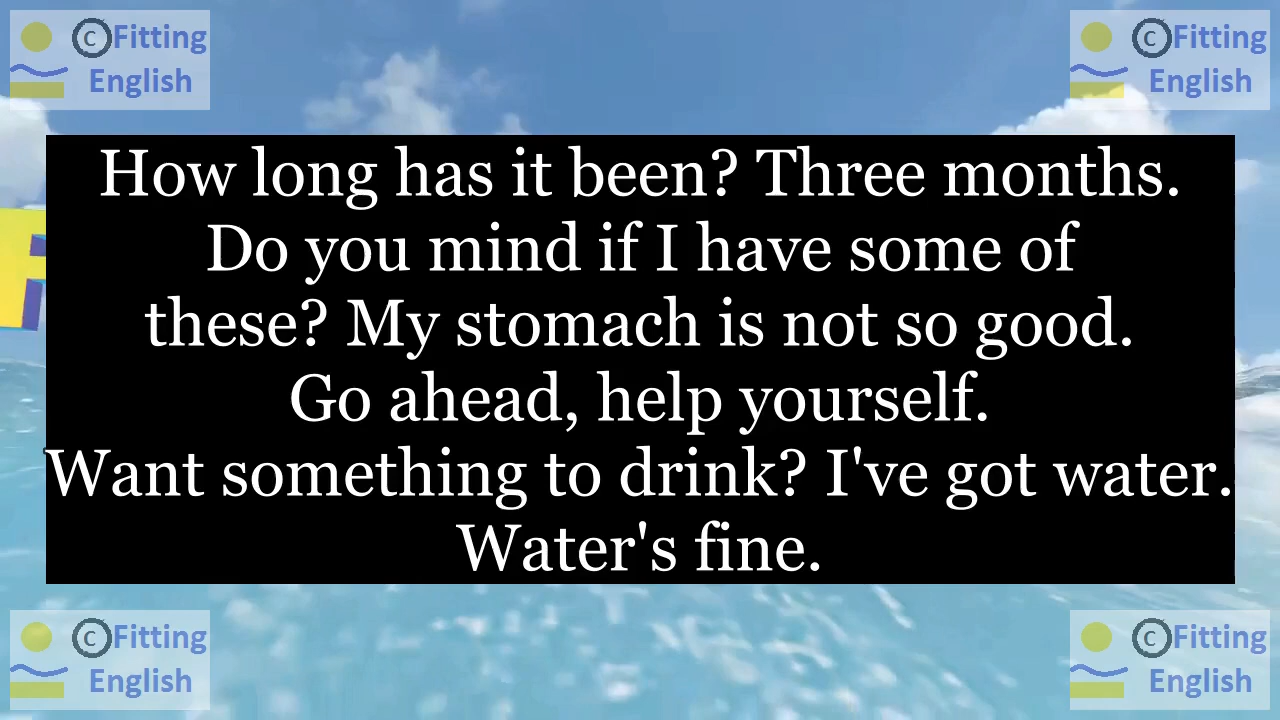 ©Fitting
English
©Fitting
English
How long has it been? Three months.
Do you mind if I have some of
these? My stomach is not so good.
Go ahead, help yourself.
Want something to drink? I've got water.
Water's fine.
©Fitting
English
©Fitting
English